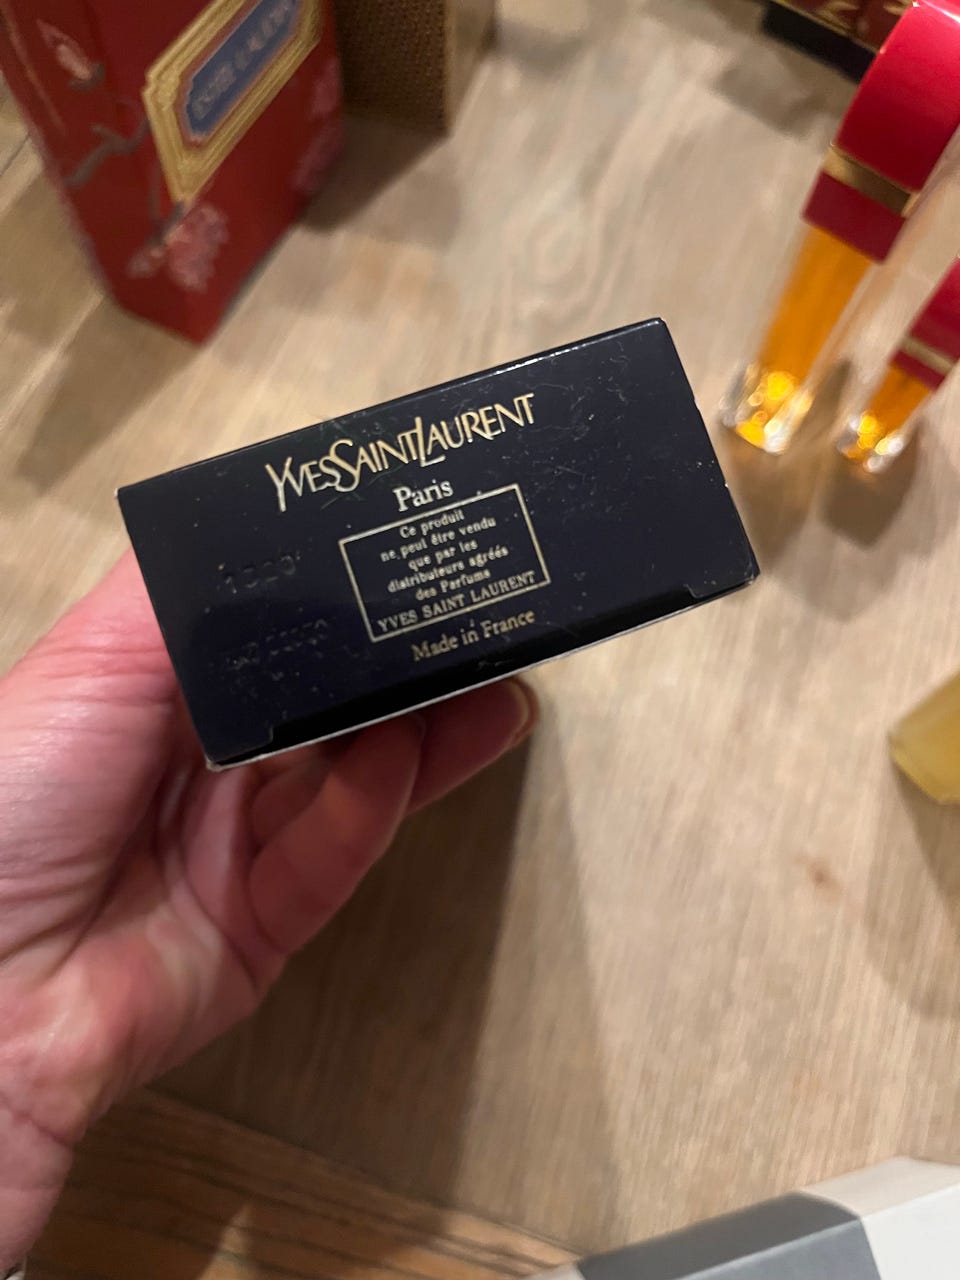 YVESSAINTLAURENT
Paris
Ce produit
ne peut être vendu
que par les
distributeurs agréés
des Parfums
YVES SAINT LAURENT
Made in France